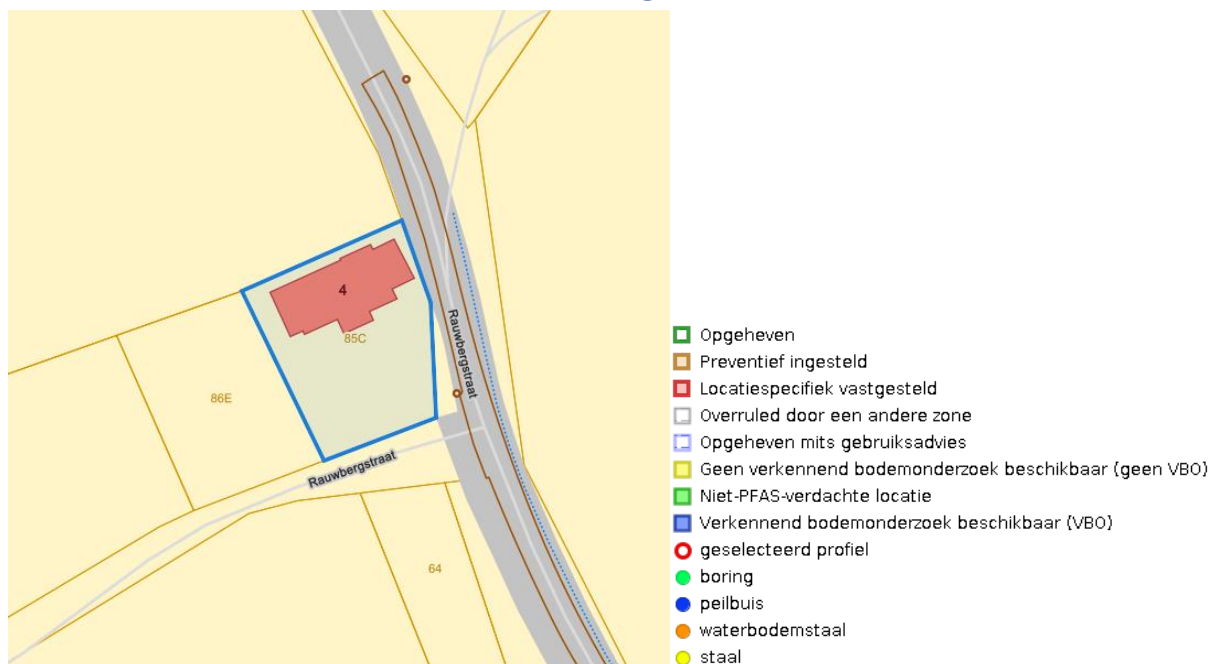 4
85C
Rauwbergstraat
86E
Rauwbergstraat
64
Opgeheven
Preventief ingesteld
Locatiespecifiek vastgesteld
Overruled door een andere zone
Opgeheven mits gebruiksadvies
Geen verkennend bodemonderzoek beschikbaar (geen VBO)
Niet-PFAS-verdachte locatie
Verkennend bodemonderzoek beschikbaar (VBO)
geselecteerd profiel
boring
peilbuis
waterbodemstaal
staal